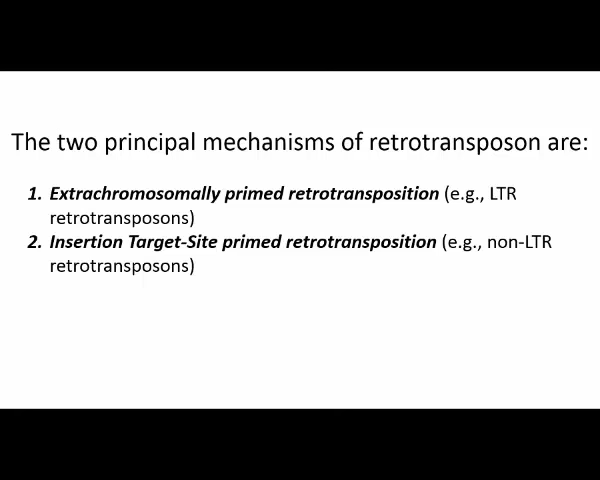 The two principal mechanisms of retrotransposon are:
1. Extrachromosomally primed retrotransposition (e.g., LTR
retrotransposons)
2. Insertion Target-Site primed retrotransposition (e.g., non-LTR
retrotransposons)